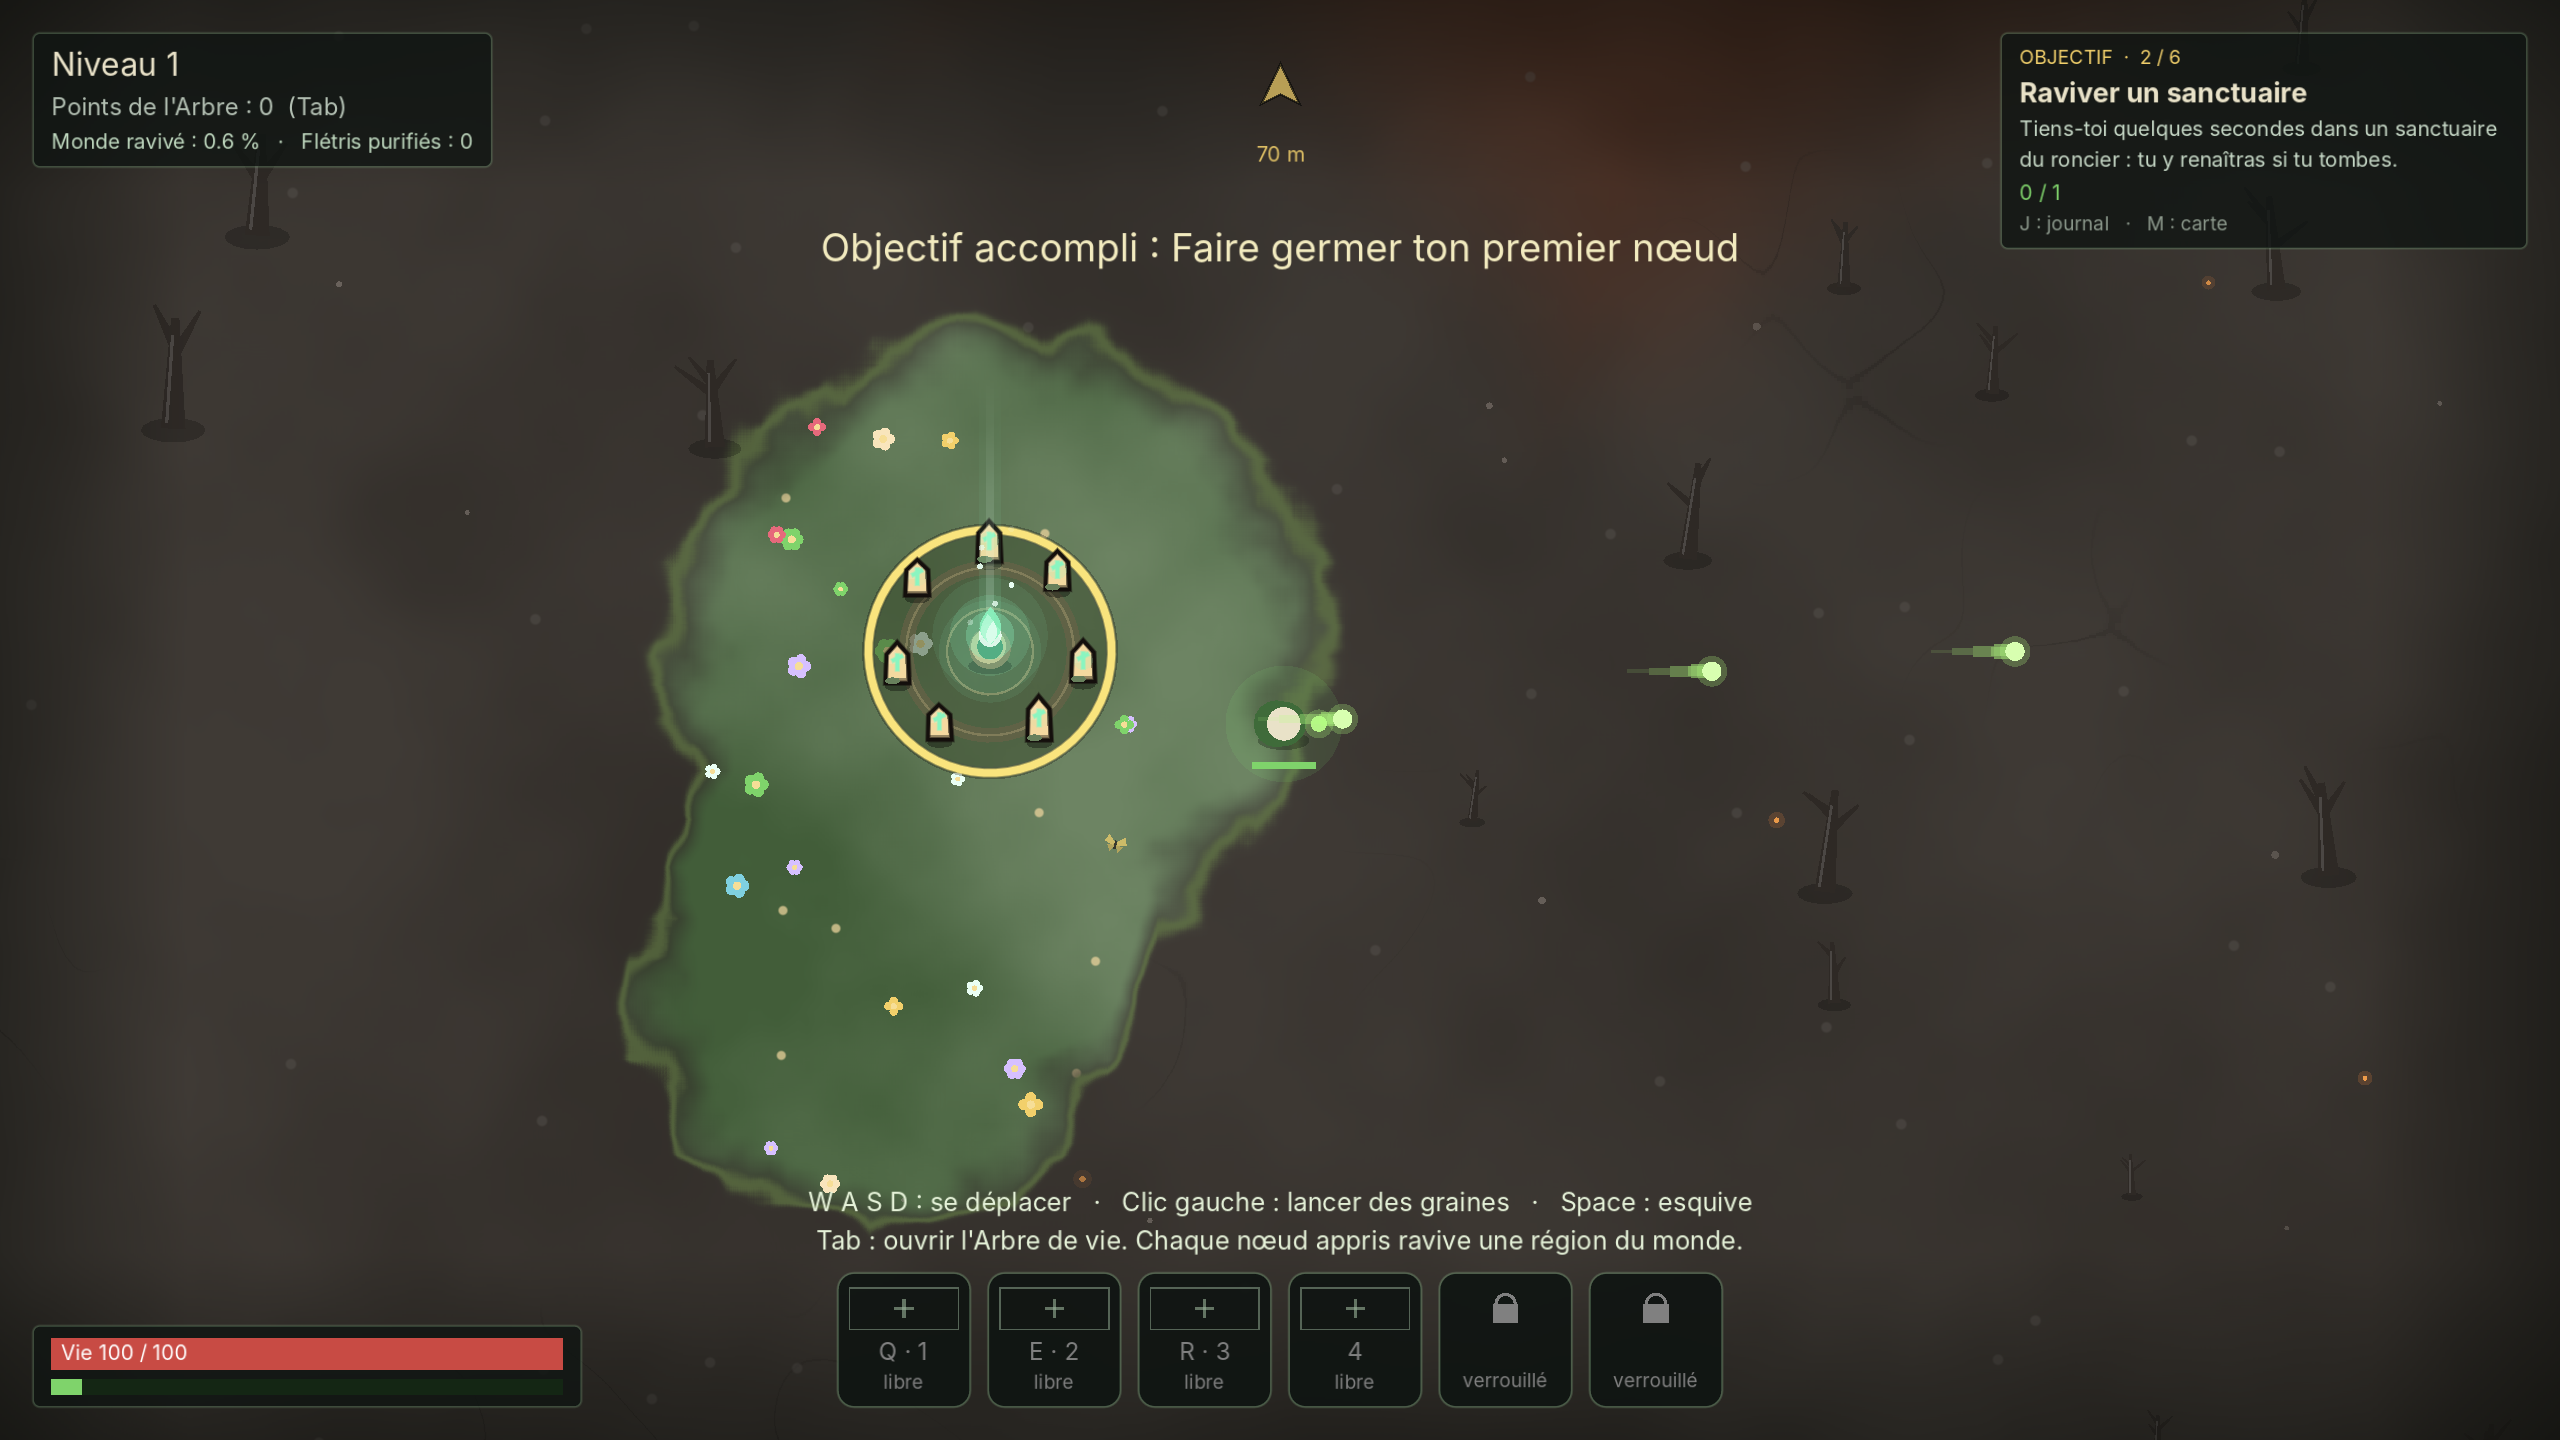 Niveau 1
Points de l'Arbre : 0 (Tab)
Monde ravivé : 0.6 % · Flétris purifiés : 0
70 m
OBJECTIF · 2 / 6
Raviver un sanctuaire
Tiens-toi quelques secondes dans un sanctuaire
du roncier : tu y renaîtras si tu tombes.
0 / 1
J : journal · M : carte
Objectif accompli : Faire germer ton premier nœud
W A S D : se déplacer · Clic gauche : lancer des graines · Space : esquive
Tab : ouvrir l'Arbre de vie. Chaque nœud appris ravive une région du monde.
Vie 100 / 100
Q · 1
libre
E · 2
libre
R · 3
libre
4
libre
verrouillé
verrouillé